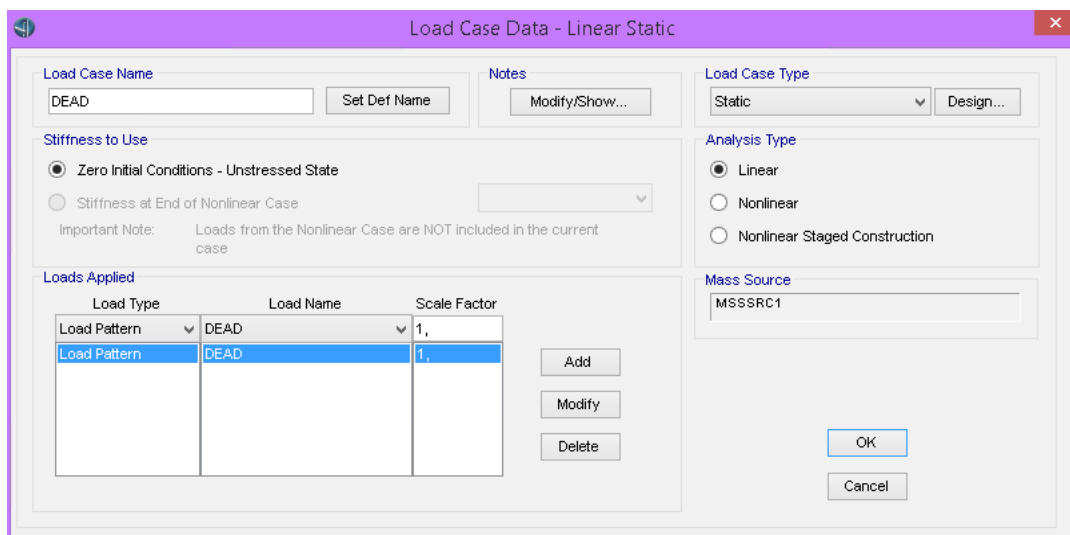 Load Case Data - Linear Static
Load Case Name
Notes
Load Case Type
DEAD
Set Def Name
Modify/Show...
Static
Design...
Stiffness to Use
Analysis Type
Zero Initial Conditions - Unstressed State
Linear
Stiffness at End of Nonlinear Case
Nonlinear
Important Note: Loads from the Nonlinear Case are NOT included in the current
case
Nonlinear Staged Construction
Loads Applied
Mass Source
Load Type Load Name Scale Factor
MSSSRC1
Load Pattern DEAD 1,
Load Pattern DEAD 1,
Add
Modify
Delete
OK
Cancel